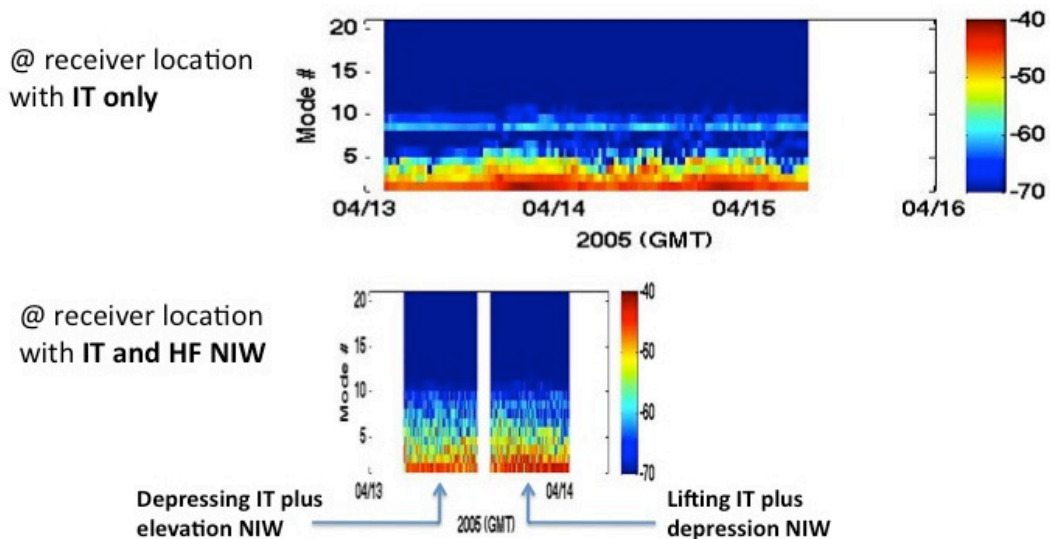 @ receiver location
with IT only
Mode #
20
15
10
5
04/13
04/14
04/15
04/16
2005 (GMT)
-40
-50
-60
-70
@ receiver location
with IT and HF NIW
Mode #
20
15
10
5
04/13
04/14
2005 (GMT)
-40
-50
-60
-70
Depressing IT plus
elevation NIW
Lifting IT plus
depression NIW